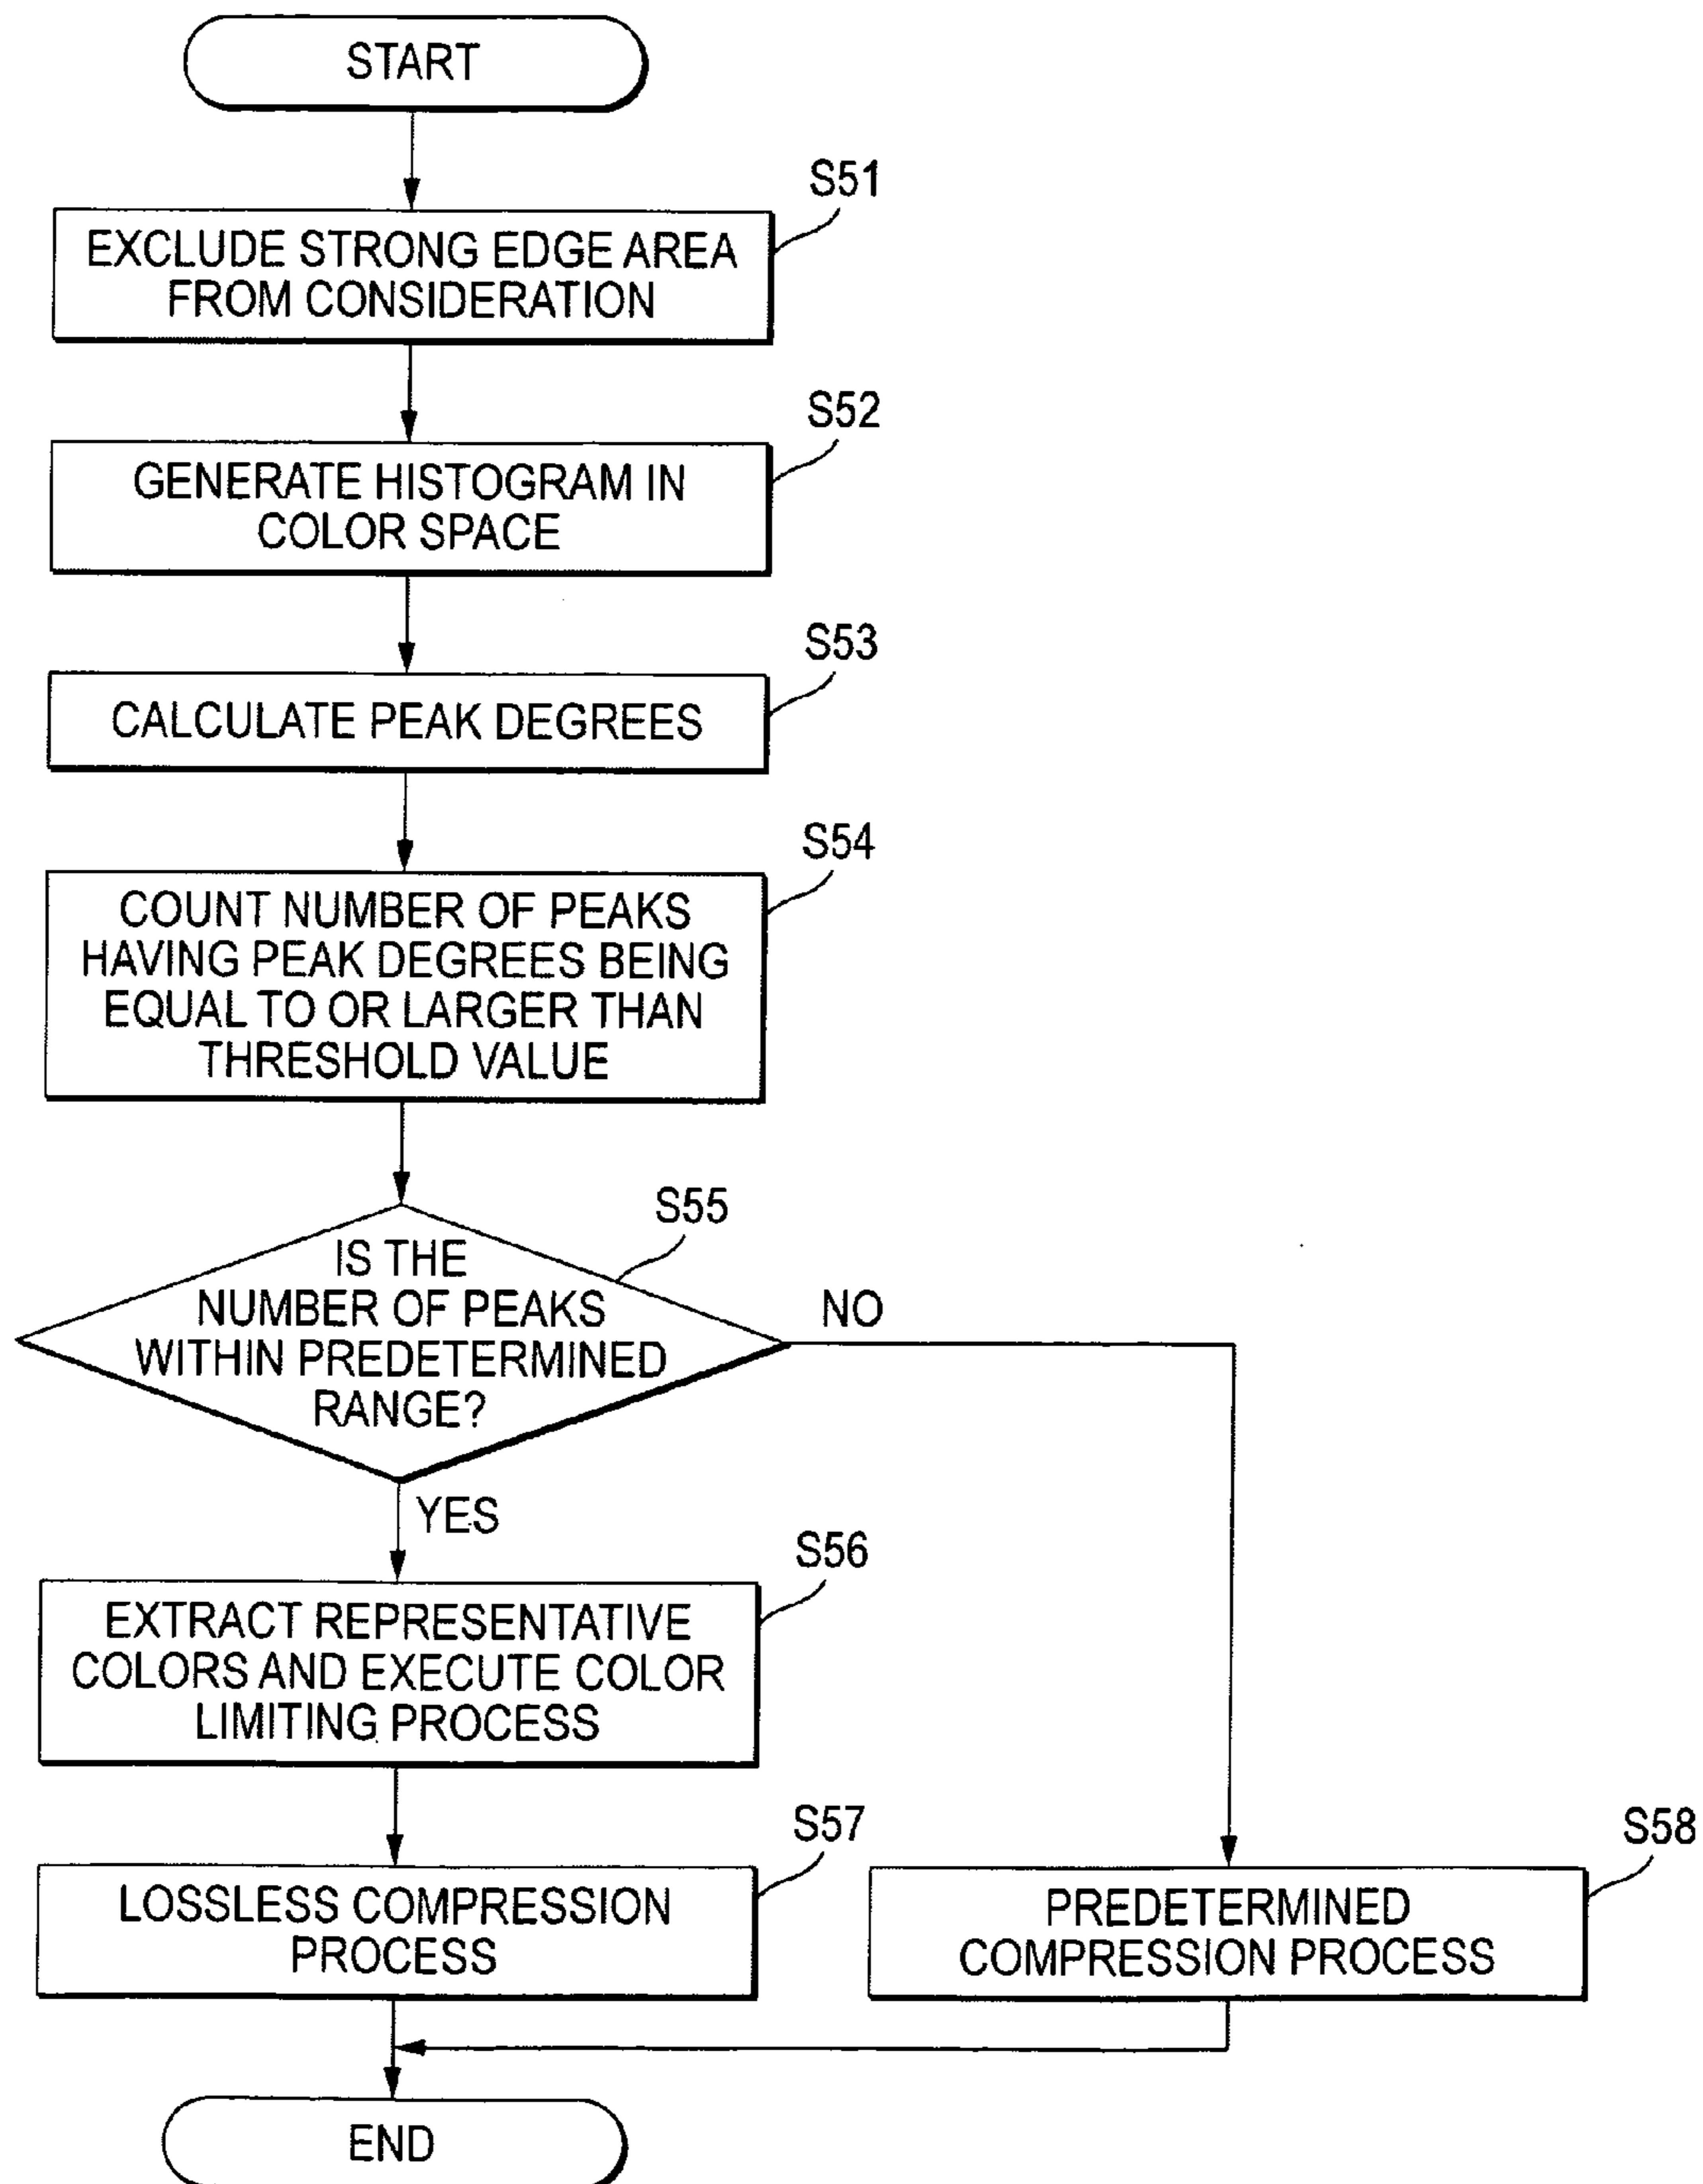 START
S51
EXCLUDE STRONG EDGE AREA
FROM CONSIDERATION
S52
GENERATE HISTOGRAM IN
COLOR SPACE
S53
CALCULATE PEAK DEGREES
S54
COUNT NUMBER OF PEAKS
HAVING PEAK DEGREES BEING
EQUAL TO OR LARGER THAN
THRESHOLD VALUE
S55
IS THE
NUMBER OF PEAKS
WITHIN PREDETERMINED
RANGE?
NO
YES
S56
EXTRACT REPRESENTATIVE
COLORS AND EXECUTE COLOR
LIMITING PROCESS
S57
LOSSLESS COMPRESSION
PROCESS
S58
PREDETERMINED
COMPRESSION PROCESS
END